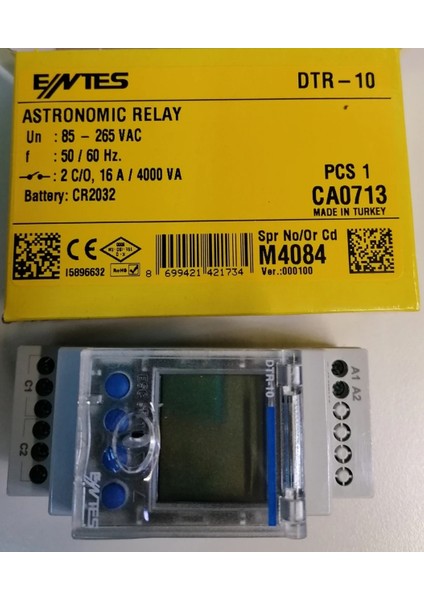 ENTES
DTR-10
ASTRONOMIC RELAY
Un : 85 - 265 VAC
f : 50 / 60 Hz.
: 2 C/O, 16 A / 4000 VA
Battery: CR2032
PCS 1
CA0713
MADE IN TURKEY
Spr No/Or Cd
M4084
Ver.:000100
CE
I5896632
RoHS
8 699421 421734
C1
C2
DTR-10
A1 A2
ENTES